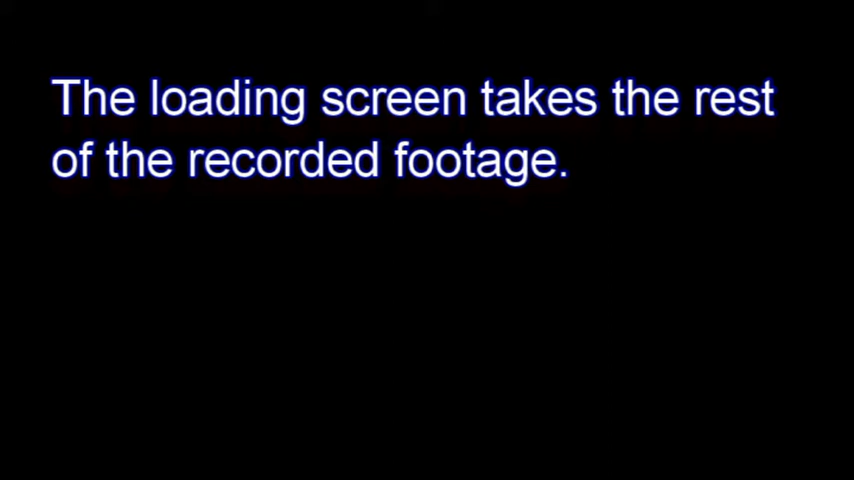 The loading screen takes the rest
of the recorded footage.